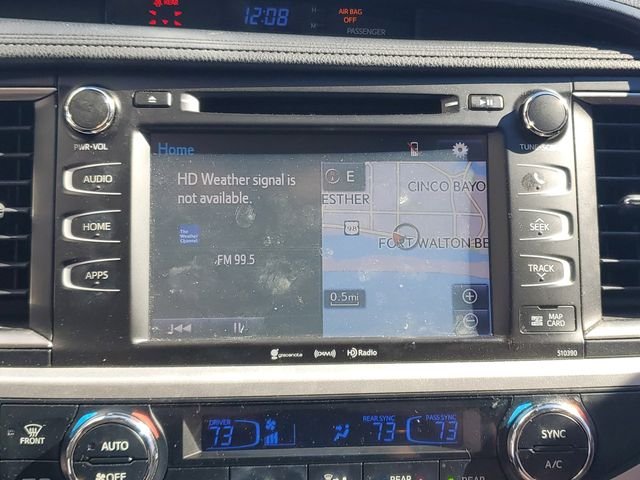 REAR
12:08
H
M
AIR BAG
OFF
PASSENGER
PWR•VOL
TUNE•SCROLL
AUDIO
HOME
APPS
SEEK
TRACK
MAP
CARD
Home
HD Weather signal is
not available.
The
Weather
Channel
FM 99.5
E
CINCO BAYO
ESTHER
98
FORT WALTON BE
0.5mi
gracenote
HD Radio
510390
FRONT
AUTO
OFF
DRIVER
73
REAR SYNC
73
PASS SYNC
73
SYNC
A/C
REAR
REAR